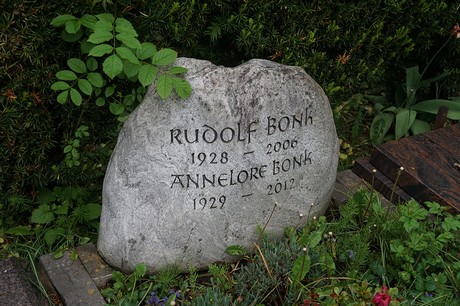 RUDOLF BONK
1928 – 2006
ANNELORE BONK
1929 – 2012